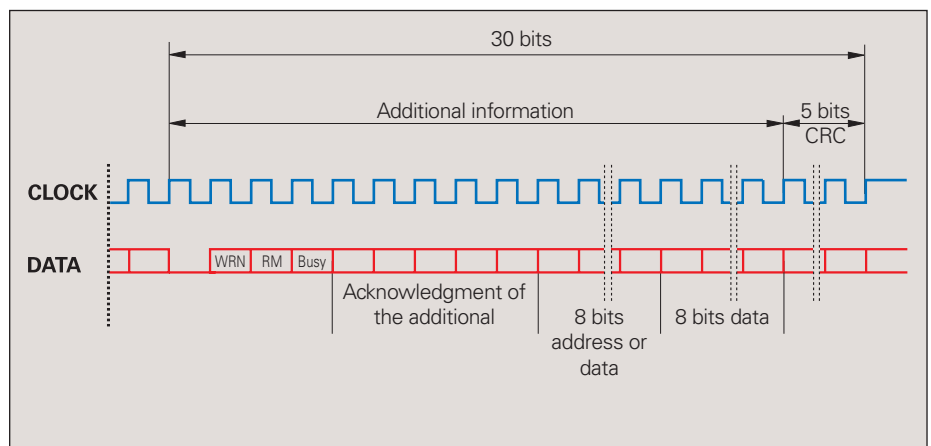 30 bits
Additional information
5 bits
CRC
CLOCK
DATA
WRN
RM
Busy
Acknowledgment of
the additional
8 bits
address or
data
8 bits data